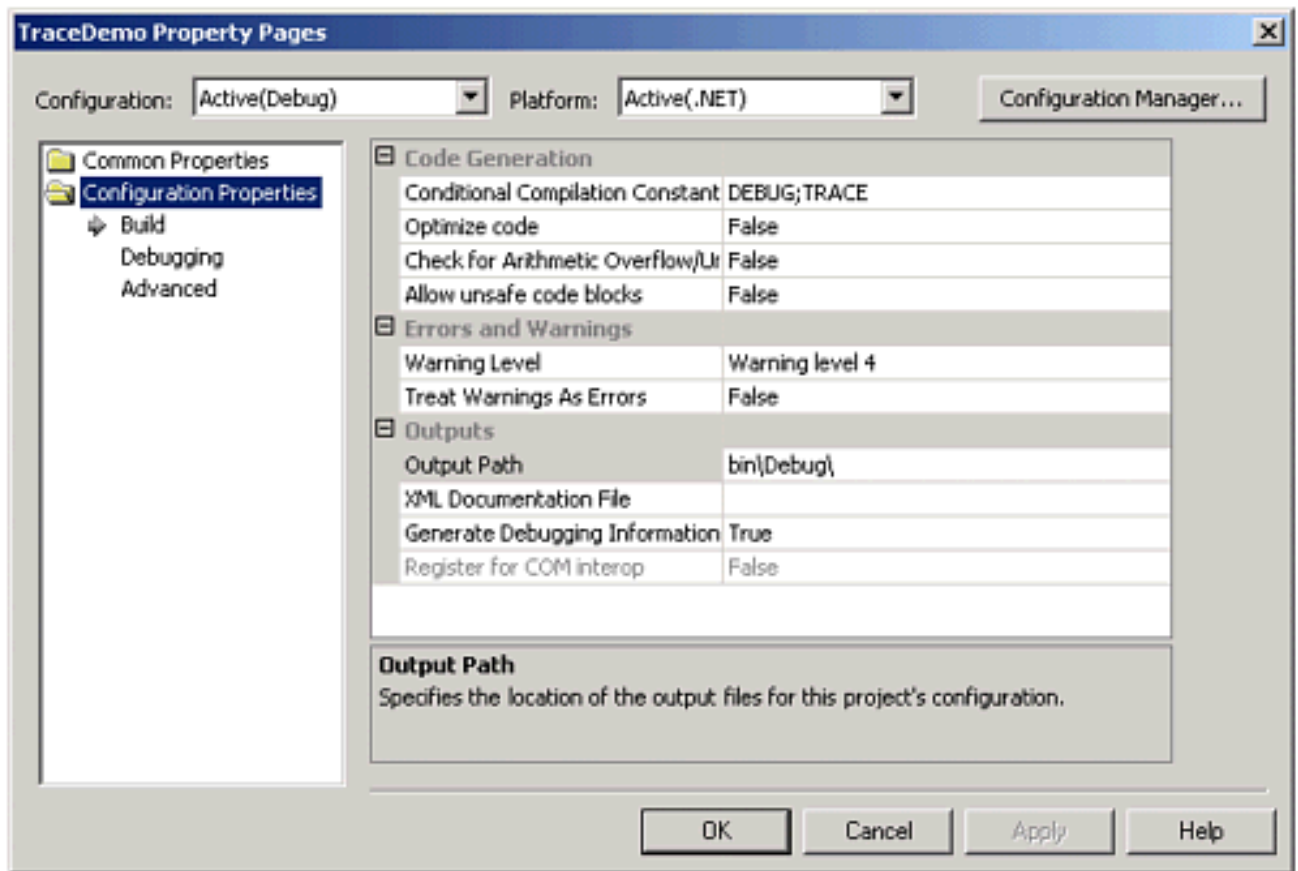 TraceDemo Property Pages
Configuration: Active(Debug) Platform: Active(.NET) Configuration Manager...
Common Properties
Configuration Properties
Build
Debugging
Advanced
Code Generation
Conditional Compilation Constant DEBUG;TRACE
Optimize code False
Check for Arithmetic Overflow/Ur False
Allow unsafe code blocks False
Errors and Warnings
Warning Level Warning level 4
Treat Warnings As Errors False
Outputs
Output Path bin\Debug\
XML Documentation File
Generate Debugging Information True
Register for COM interop False
Output Path
Specifies the location of the output files for this project's configuration.
OK Cancel Apply Help